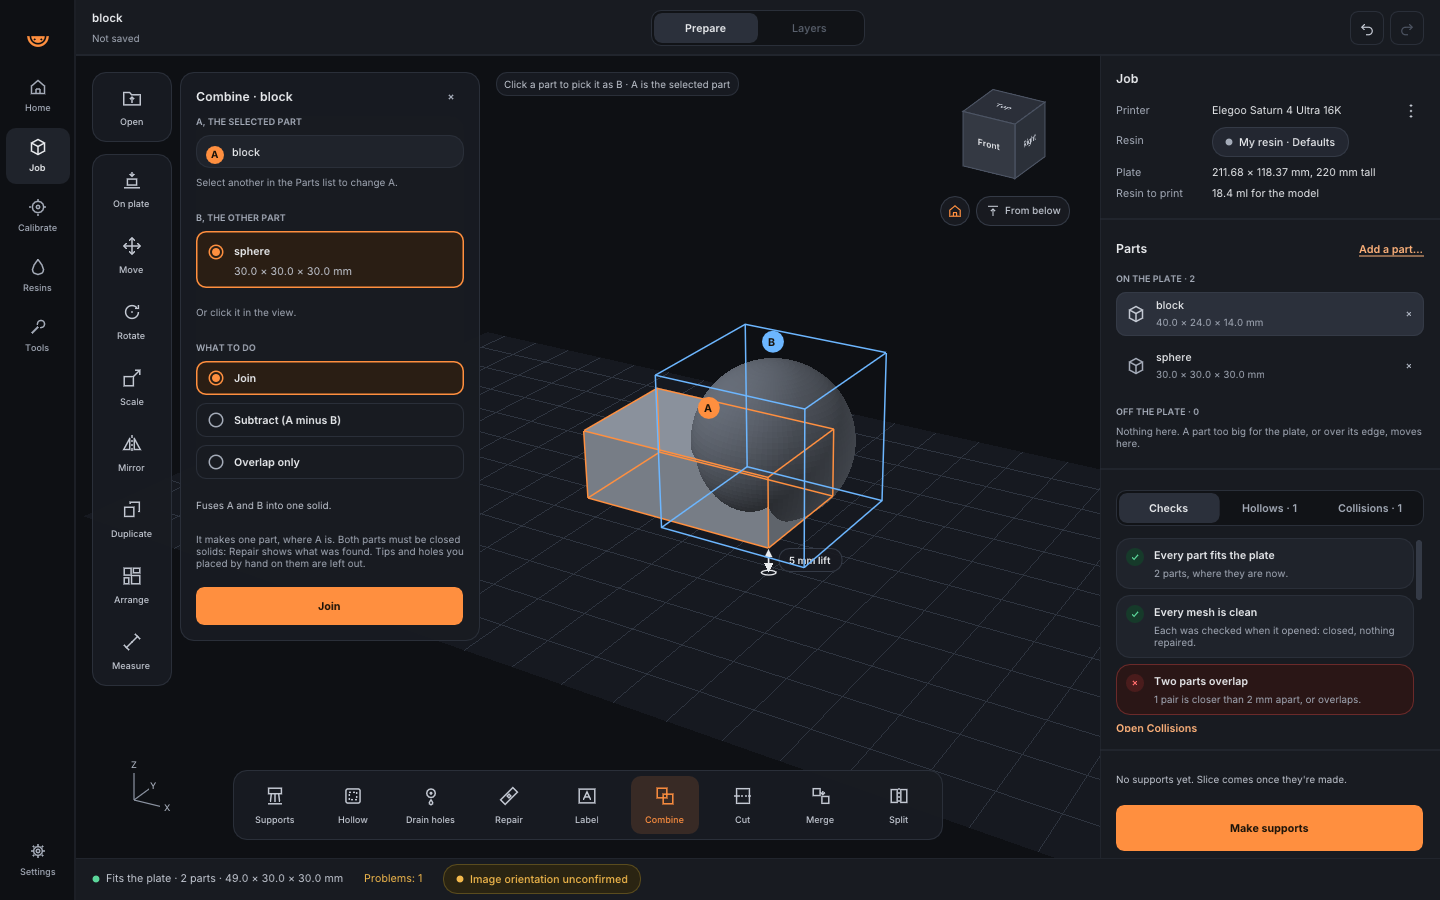 block
Not saved
Prepare
Layers
Home
Job
Calibrate
Resins
Tools
Settings
Open
On plate
Move
Rotate
Scale
Mirror
Duplicate
Arrange
Measure
Combine · block
×
A, THE SELECTED PART
A
block
Select another in the Parts list to change A.
B, THE OTHER PART
sphere
30.0 × 30.0 × 30.0 mm
Or click it in the view.
WHAT TO DO
Join
Subtract (A minus B)
Overlap only
Fuses A and B into one solid.
It makes one part, where A is. Both parts must be closed
solids: Repair shows what was found. Tips and holes you
placed by hand on them are left out.
Join
Click a part to pick it as B · A is the selected part
Top
Front
Right
From below
B
A
5 mm lift
Z
Y
X
Supports
Hollow
Drain holes
Repair
Label
Combine
Cut
Merge
Split
Job
Printer
Elegoo Saturn 4 Ultra 16K
Resin
My resin · Defaults
Plate
211.68 × 118.37 mm, 220 mm tall
Resin to print
18.4 ml for the model
Parts
Add a part...
ON THE PLATE · 2
block
40.0 × 24.0 × 14.0 mm
×
sphere
30.0 × 30.0 × 30.0 mm
×
OFF THE PLATE · 0
Nothing here. A part too big for the plate, or over its edge, moves
here.
Checks
Hollows · 1
Collisions · 1
Every part fits the plate
2 parts, where they are now.
Every mesh is clean
Each was checked when it opened: closed, nothing
repaired.
Two parts overlap
1 pair is closer than 2 mm apart, or overlaps.
Open Collisions
No supports yet. Slice comes once they're made.
Make supports
Fits the plate · 2 parts · 49.0 × 30.0 × 30.0 mm
Problems: 1
Image orientation unconfirmed